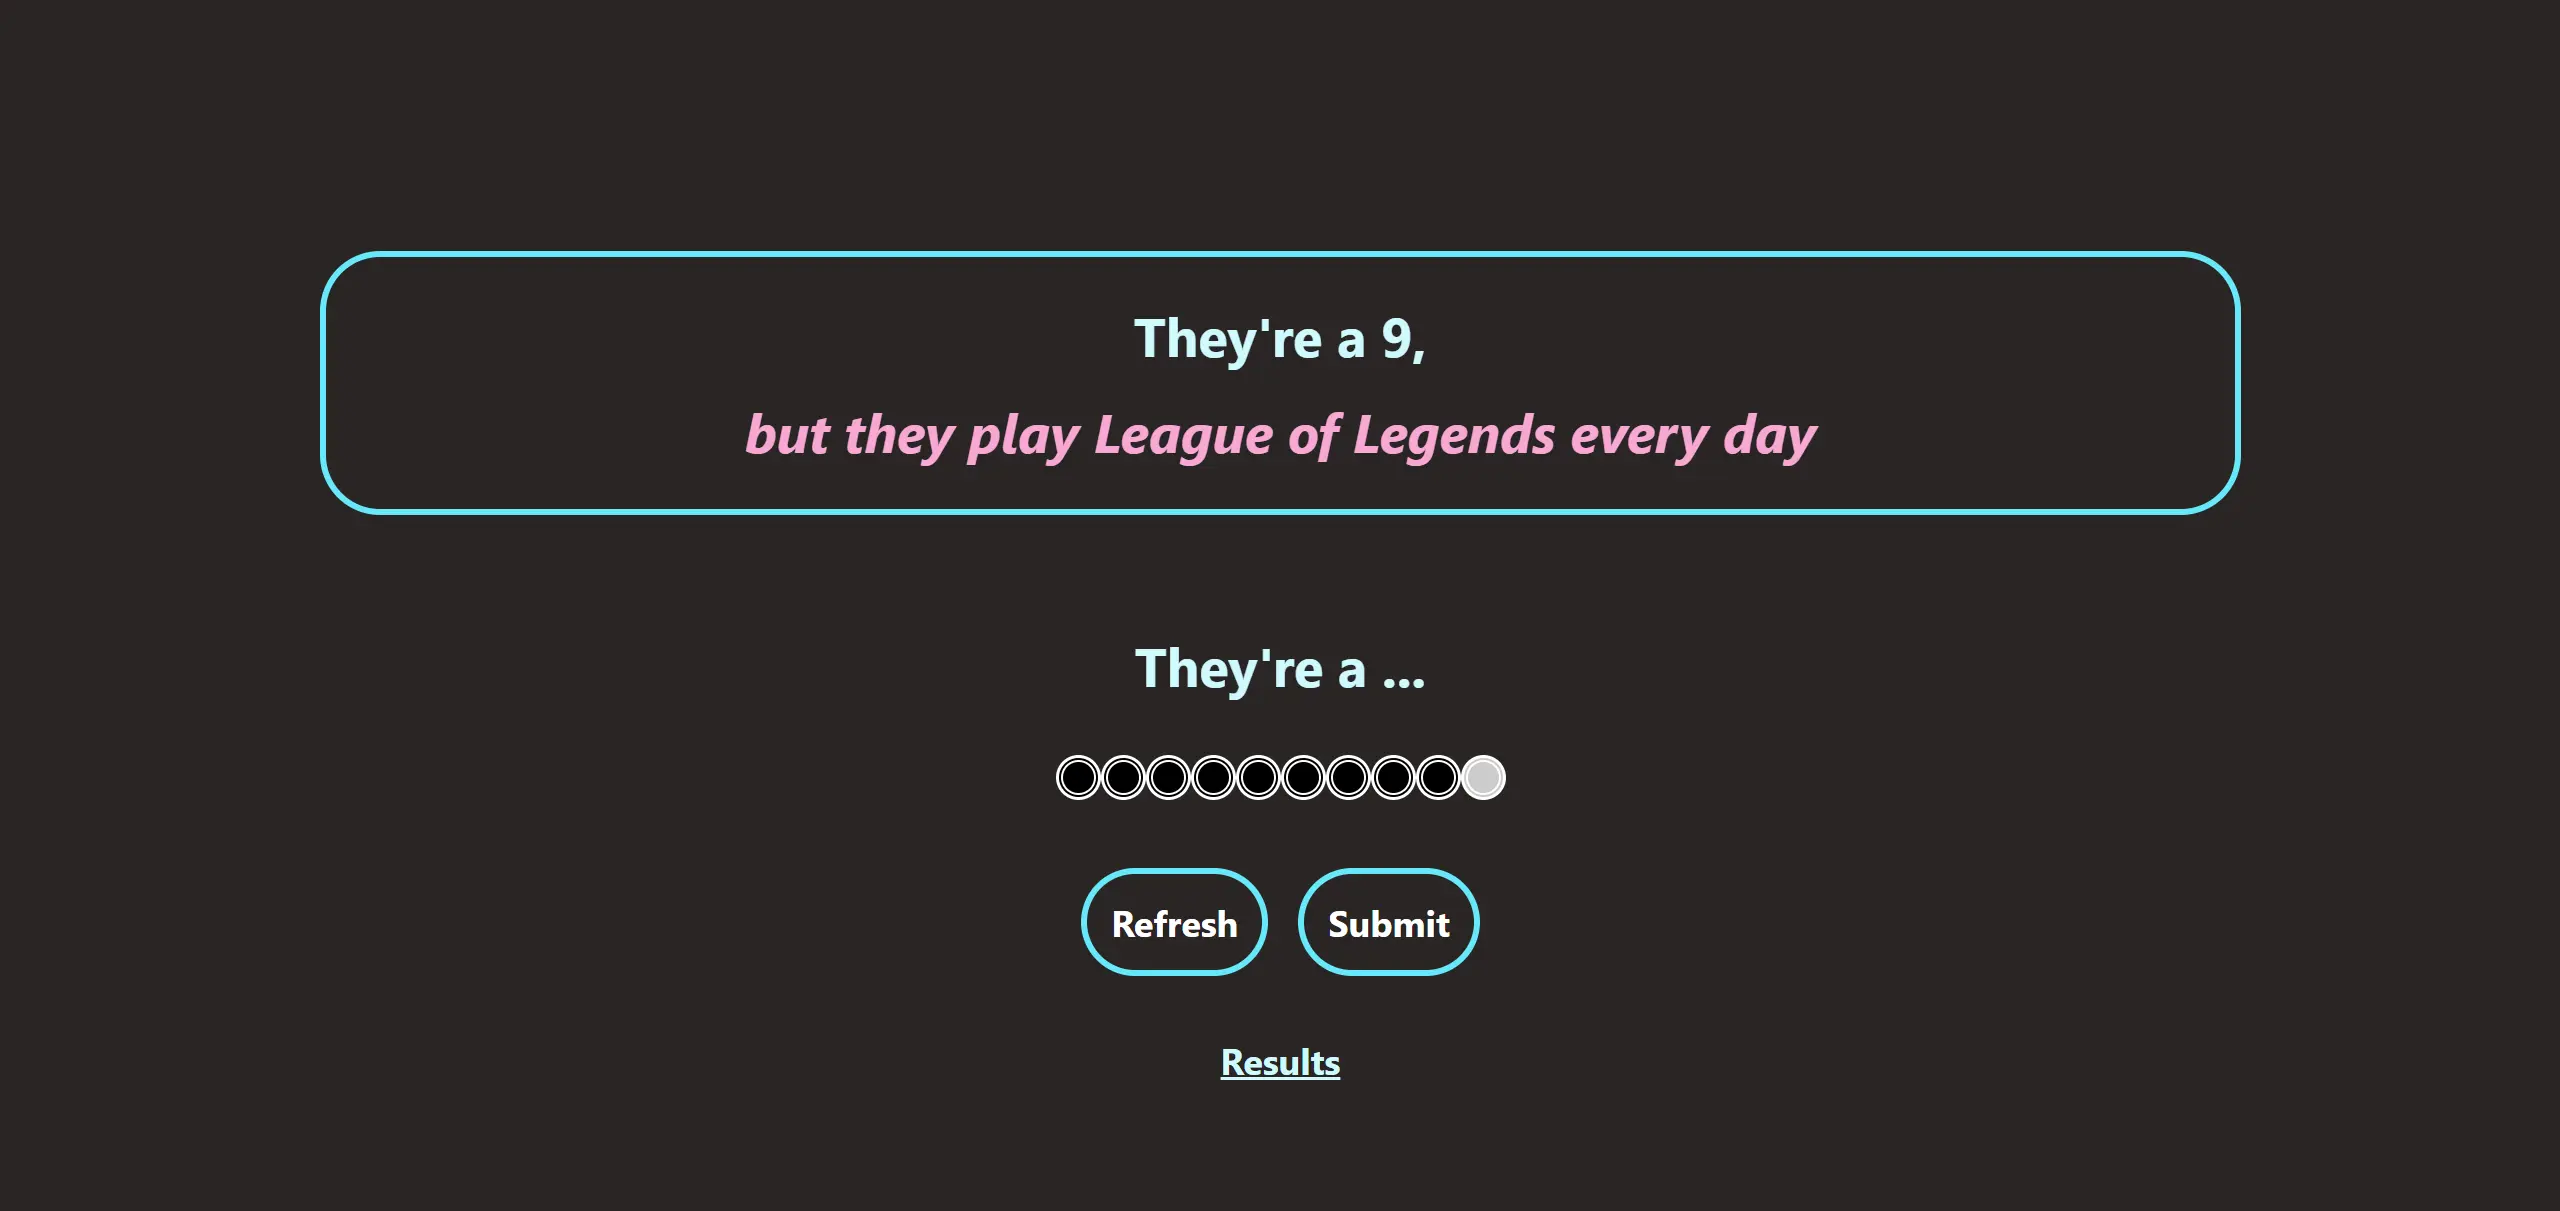 They're a 9,
but they play League of Legends every day
They're a ...
Refresh Submit
Results